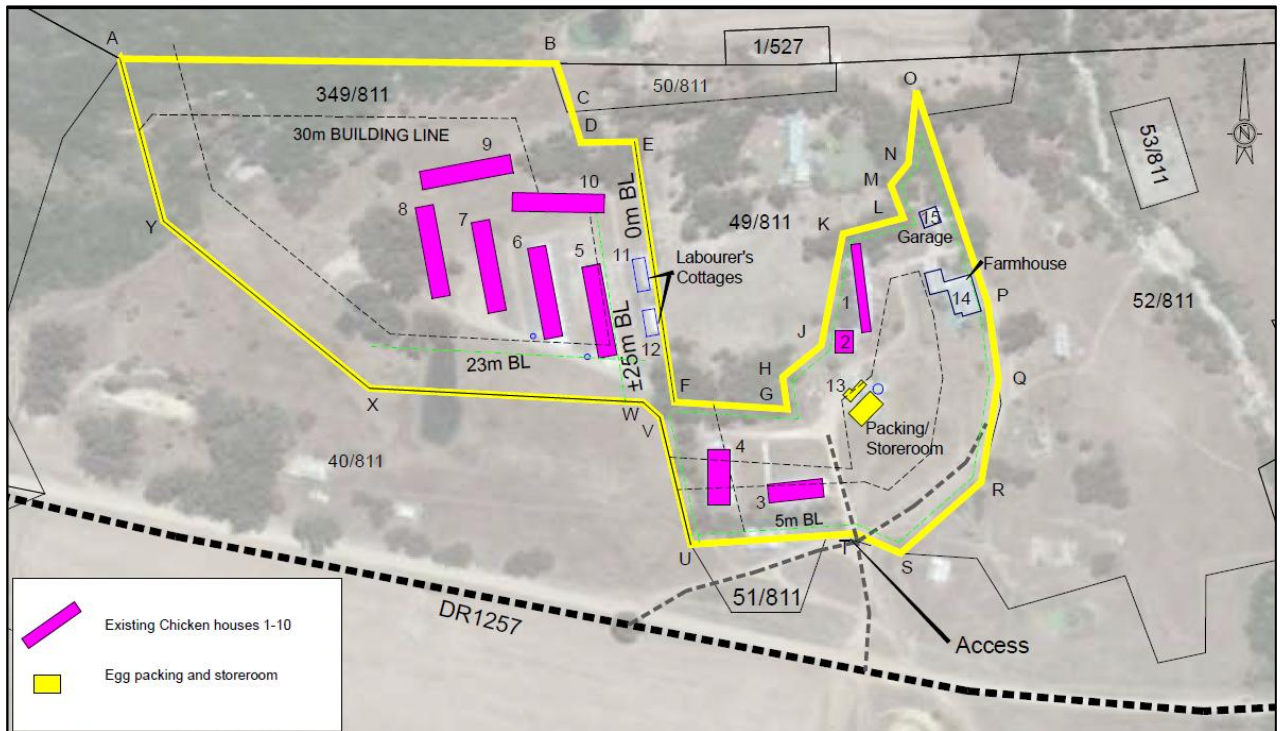 A
B
1/527
O
C
349/811
50/811
N
30m BUILDING LINE
D
E
53/811
9
N
M
10
0m BL
L
15
8
7
49/811
K
Garage
Y
6
5
11
Labourer's
Cottages
Farmhouse
14
P
1
52/811
±25m BL
12
J
2
23m BL
H
13
Q
X
W
F
G
V
Packing/
Storeroom
4
40/811
3
R
5m BL
U
T
S
51/811
Access
DR1257
Existing Chicken houses 1-10
Egg packing and storeroom